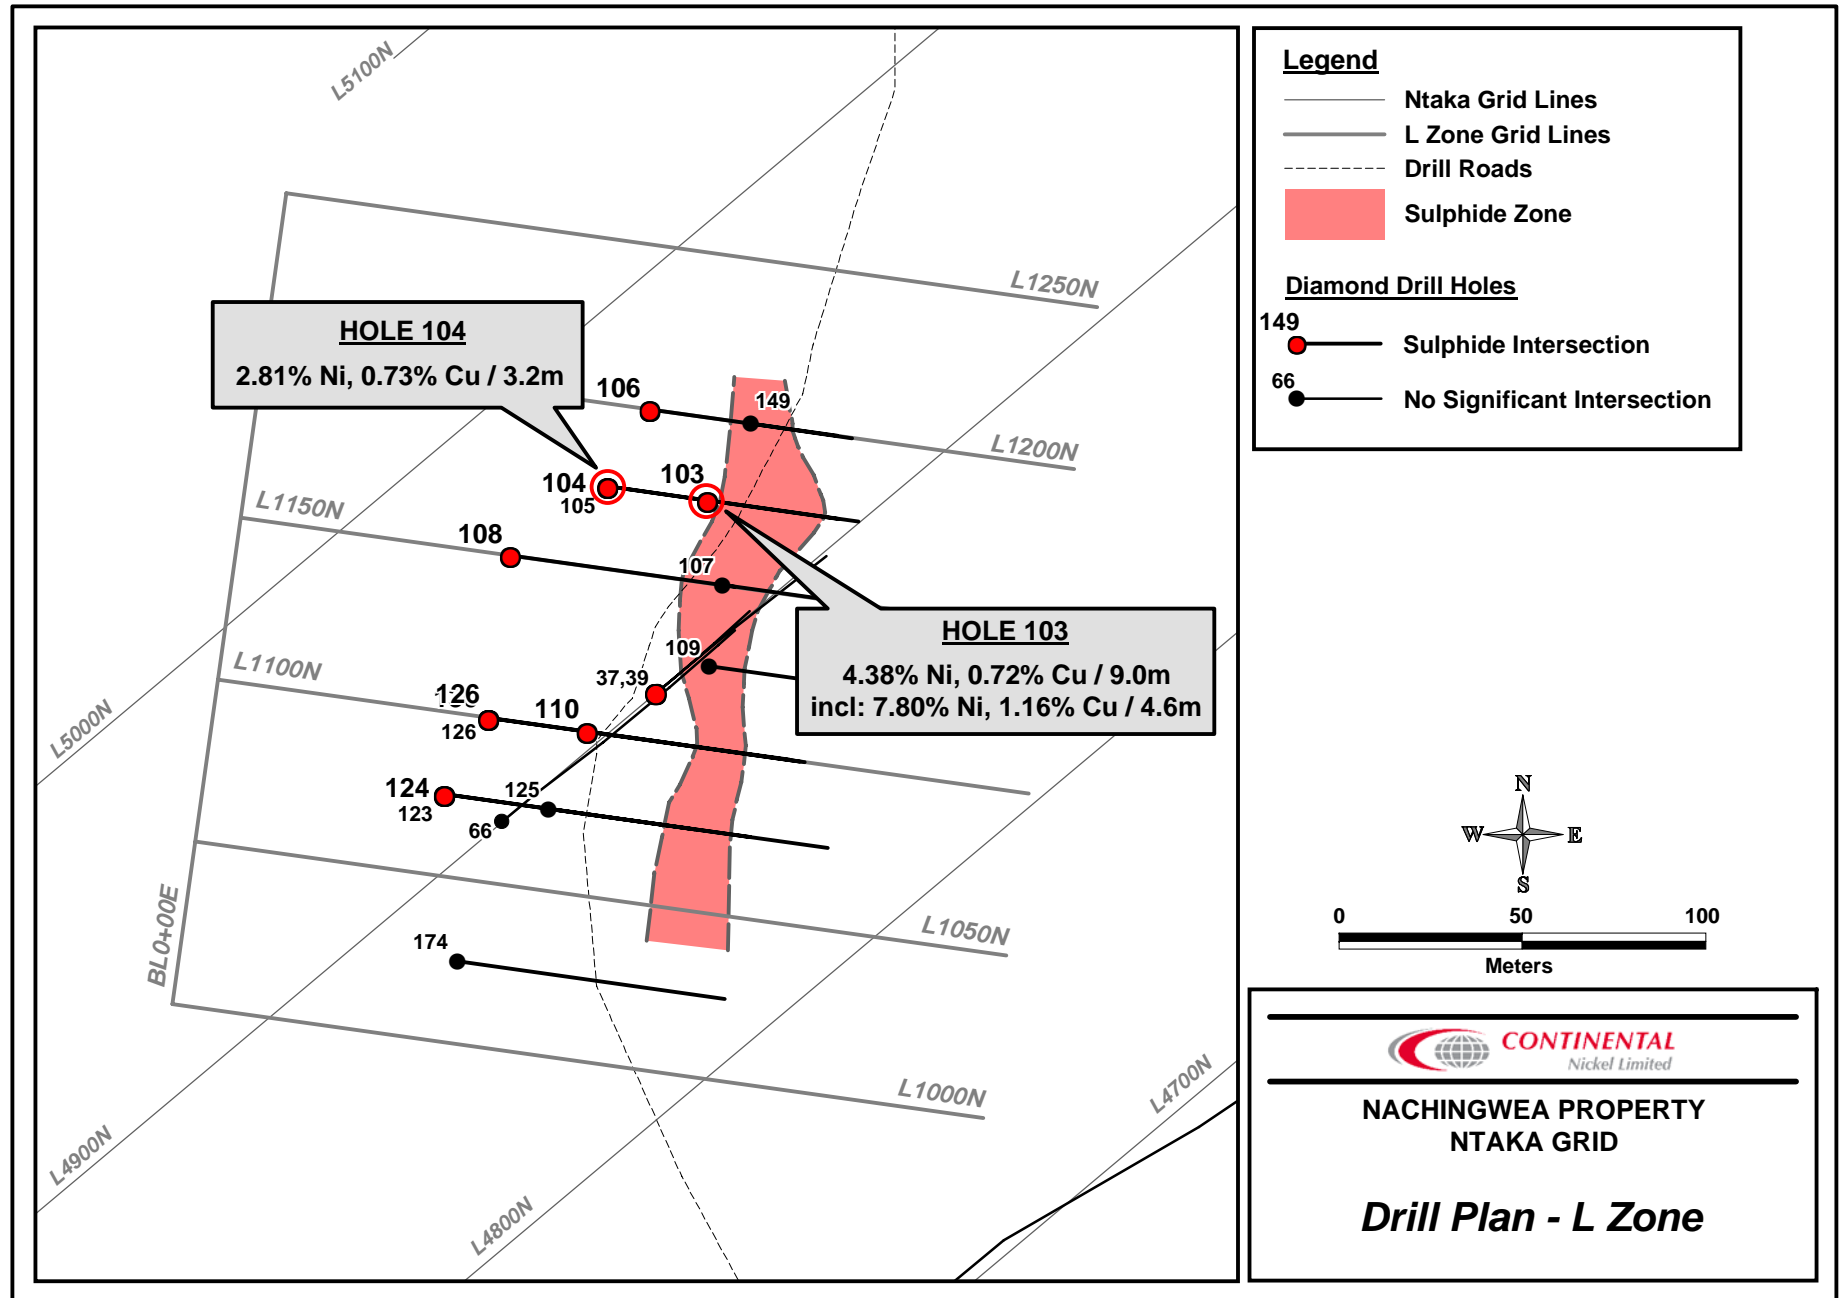 L5100N
L1250N
HOLE 104
2.81% Ni, 0.73% Cu / 3.2m
106
149
L1200N
104
105
103
L1150N
108
107
HOLE 103
4.38% Ni, 0.72% Cu / 9.0m
incl: 7.80% Ni, 1.16% Cu / 4.6m
109
L1100N
37,39
126
126
110
L5000N
124
123
125
66
BL0+00E
L1050N
174
L1000N
L4900N
L4800N
L4700N
Legend
Ntaka Grid Lines
L Zone Grid Lines
Drill Roads
Sulphide Zone
Diamond Drill Holes
149
Sulphide Intersection
66
No Significant Intersection
N
W E
S
0 50 100
Meters
CONTINENTAL
Nickel Limited
NACHINGWEA PROPERTY
NTAKA GRID
Drill Plan - L Zone